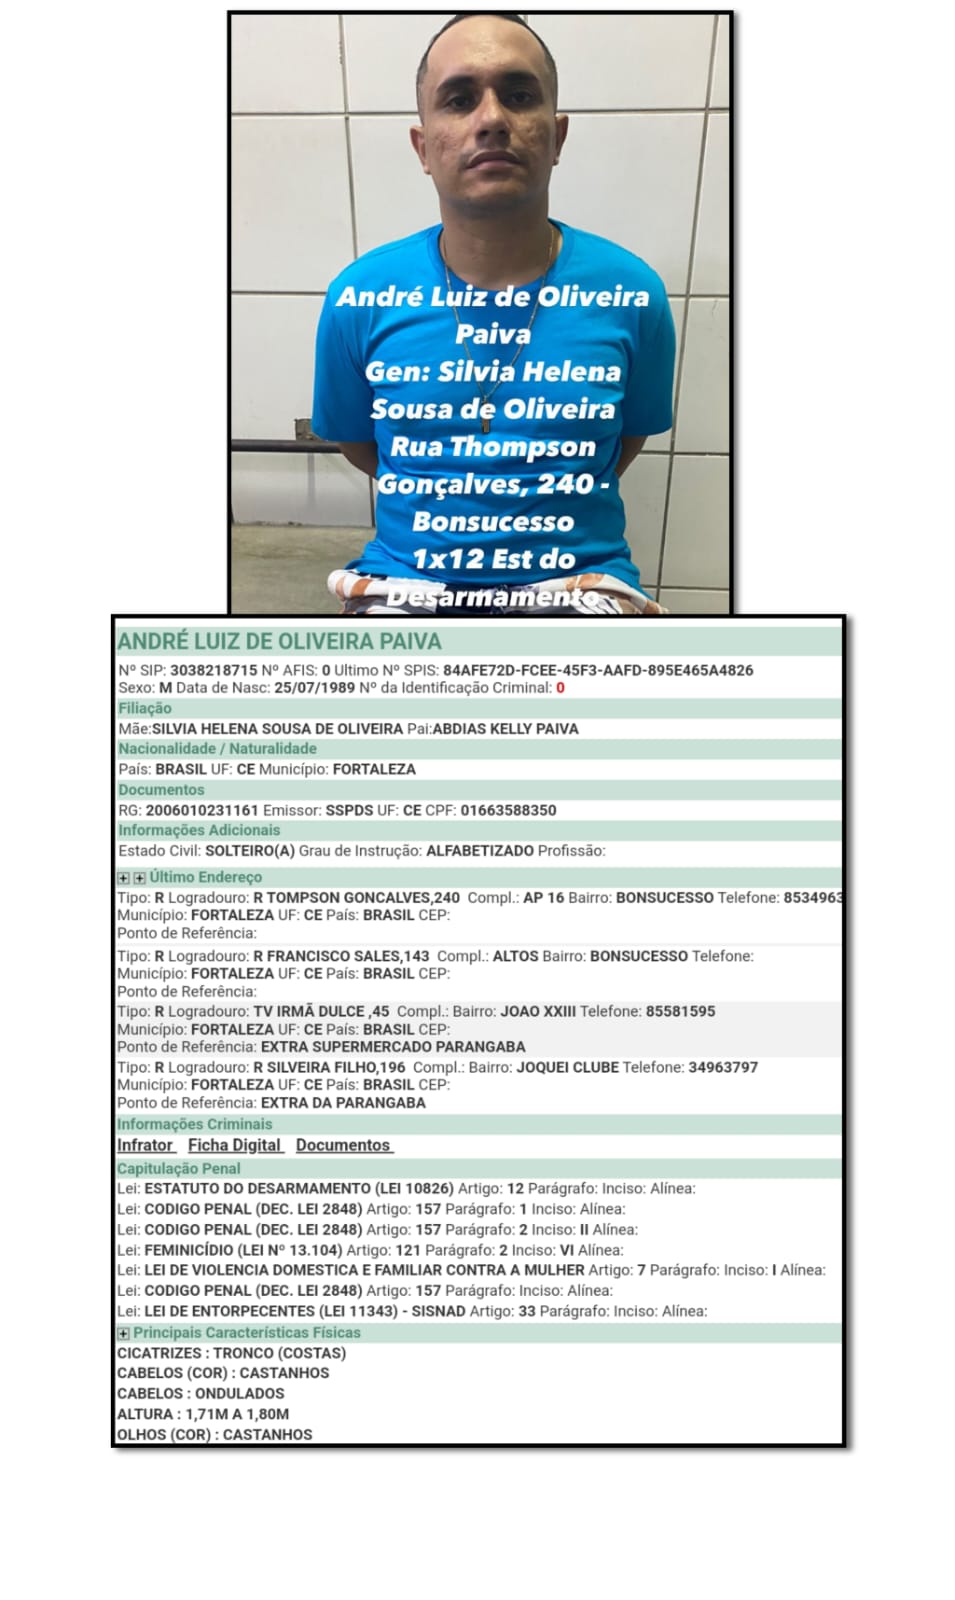 André Luiz de Oliveira
Paiva
Gen: Silvia Helena
Sousa de Oliveira
Rua Thompson
Gonçalves, 240 -
Bonsucesso
1x12 Est do
Desarmamento
ANDRÉ LUIZ DE OLIVEIRA PAIVA
Nº SIP: 3038218715 Nº AFIS: 0 Ultimo Nº SPIS: 84AFE72D-FCEE-45F3-AAFD-895E465A4826
Sexo: M Data de Nasc: 25/07/1989 Nº da Identificação Criminal: 0
Filiação
Mãe:SILVIA HELENA SOUSA DE OLIVEIRA Pai:ABDIAS KELLY PAIVA
Nacionalidade / Naturalidade
País: BRASIL UF: CE Município: FORTALEZA
Documentos
RG: 2006010231161 Emissor: SSPDS UF: CE CPF: 01663588350
Informações Adicionais
Estado Civil: SOLTEIRO(A) Grau de Instrução: ALFABETIZADO Profissão:
Último Endereço
Tipo: R Logradouro: R TOMPSON GONCALVES,240 Compl.: AP 16 Bairro: BONSUCESSO Telefone: 8534963
Município: FORTALEZA UF: CE País: BRASIL CEP:
Ponto de Referência:
Tipo: R Logradouro: R FRANCISCO SALES,143 Compl.: ALTOS Bairro: BONSUCESSO Telefone:
Município: FORTALEZA UF: CE País: BRASIL CEP:
Ponto de Referência:
Tipo: R Logradouro: TV IRMÃ DULCE ,45 Compl.: Bairro: JOAO XXIII Telefone: 85581595
Município: FORTALEZA UF: CE País: BRASIL CEP:
Ponto de Referência: EXTRA SUPERMERCADO PARANGABA
Tipo: R Logradouro: R SILVEIRA FILHO,196 Compl.: Bairro: JOQUEI CLUBE Telefone: 34963797
Município: FORTALEZA UF: CE País: BRASIL CEP:
Ponto de Referência: EXTRA DA PARANGABA
Informações Criminais
Infrator Ficha Digital Documentos
Capitulação Penal
Lei: ESTATUTO DO DESARMAMENTO (LEI 10826) Artigo: 12 Parágrafo: Inciso: Alínea:
Lei: CODIGO PENAL (DEC. LEI 2848) Artigo: 157 Parágrafo: 1 Inciso: Alínea:
Lei: CODIGO PENAL (DEC. LEI 2848) Artigo: 157 Parágrafo: 2 Inciso: II Alínea:
Lei: FEMINICÍDIO (LEI Nº 13.104) Artigo: 121 Parágrafo: 2 Inciso: VI Alínea:
Lei: LEI DE VIOLENCIA DOMESTICA E FAMILIAR CONTRA A MULHER Artigo: 7 Parágrafo: Inciso: I Alínea:
Lei: CODIGO PENAL (DEC. LEI 2848) Artigo: 157 Parágrafo: Inciso: Alínea:
Lei: LEI DE ENTORPECENTES (LEI 11343) - SISNAD Artigo: 33 Parágrafo: Inciso: Alínea:
Principais Características Físicas
CICATRIZES : TRONCO (COSTAS)
CABELOS (COR) : CASTANHOS
CABELOS : ONDULADOS
ALTURA : 1,71M A 1,80M
OLHOS (COR) : CASTANHOS